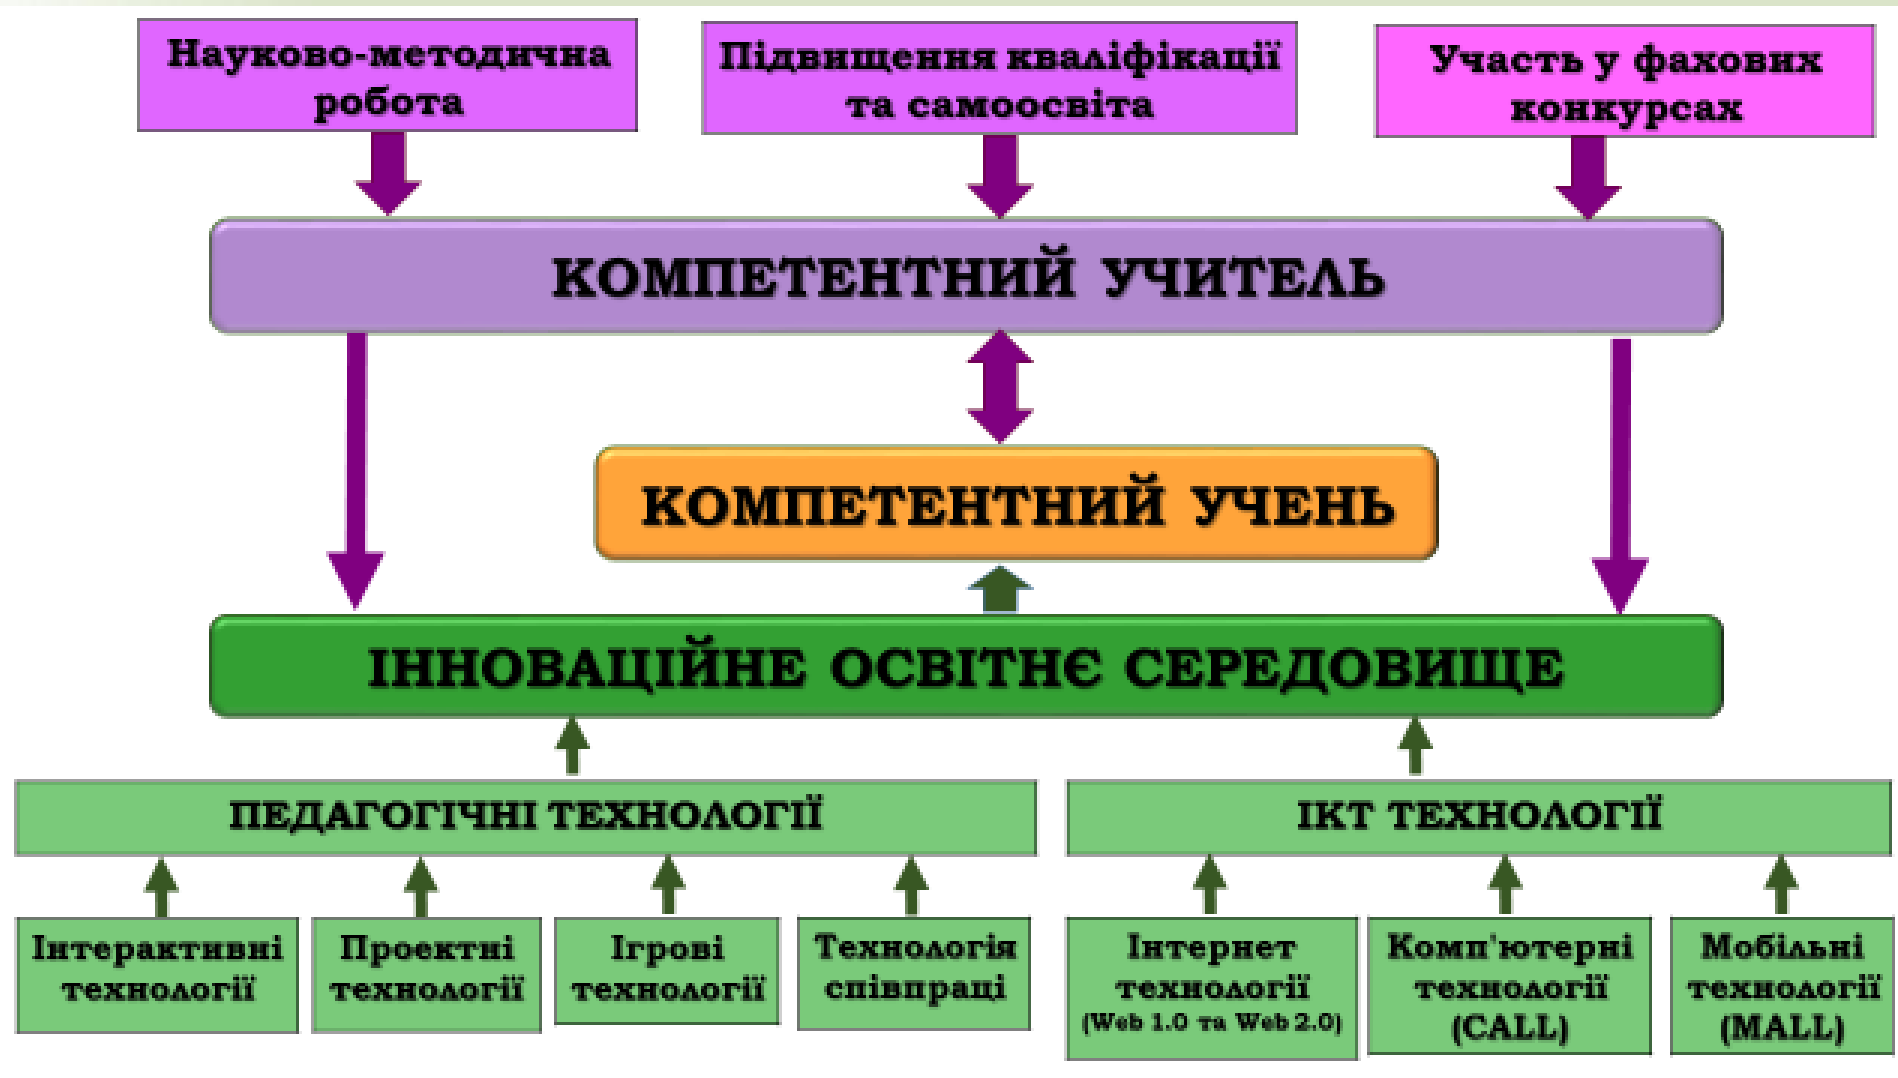 Науково-методична
робота
Підвищення кваліфікації
та самоосвіта
Участь у фахових
конкурсах
КОМПЕТЕНТНИЙ УЧИТЕЛЬ
КОМПЕТЕНТНИЙ УЧЕНЬ
ІННОВАЦІЙНЕ ОСВІТНЄ СЕРЕДОВИЩЕ
ПЕДАГОГІЧНІ ТЕХНОЛОГІЇ
ІКТ ТЕХНОЛОГІЇ
Інтерактивні
технології
Проектні
технології
Ігрові
технології
Технологія
співпраці
Інтернет
технології
(Web 1.0 та Web 2.0)
Комп'ютерні
технології
(CALL)
Мобільні
технології
(MALL)